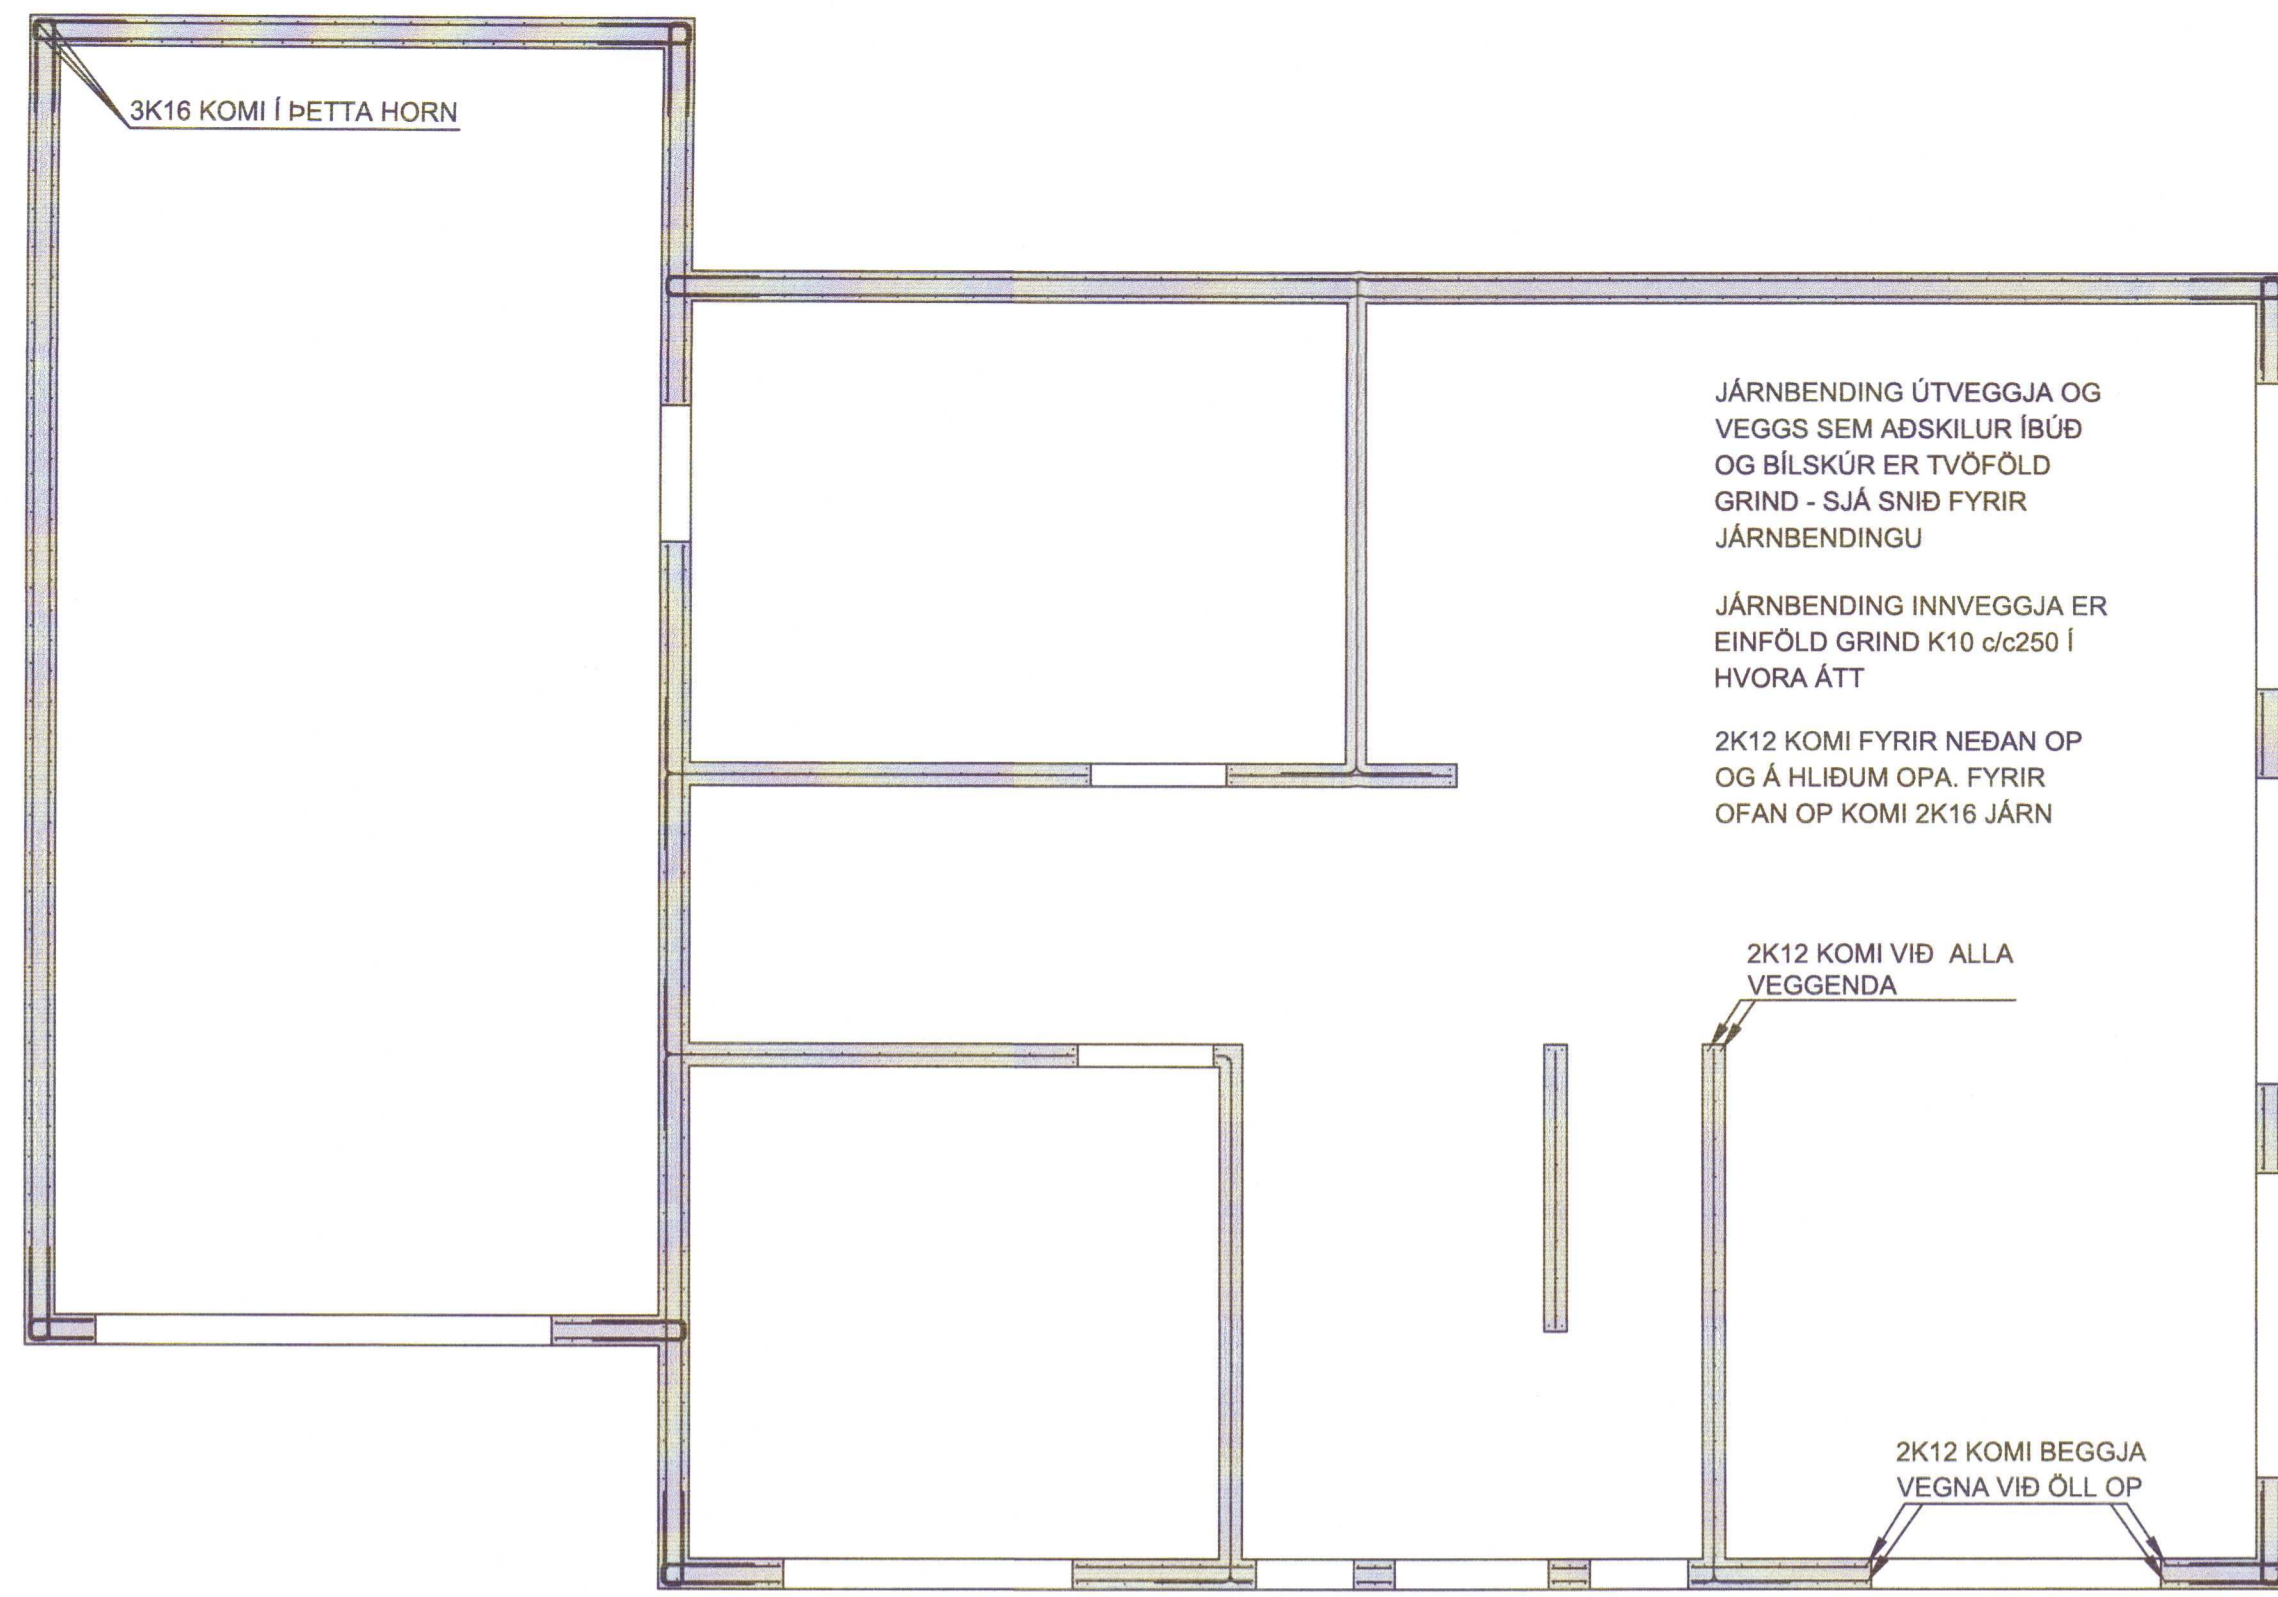 3K16 KOMI Í ÞETTA HORN
JÁRNBENDING ÚTVEGGJA OG
VEGGS SEM AÐSKILUR ÍBÚÐ
OG BÍLSKÚR ER TVÖFÖLD
GRIND - SJÁ SNIÐ FYRIR
JÁRNBENDINGU
JÁRNBENDING INNVEGGJA ER
EINFÖLD GRIND K10 c/c250 Í
HVORA ÁTT
2K12 KOMI FYRIR NEÐAN OP
OG Á HLIÐUM OPA. FYRIR
OFAN OP KOMI 2K16 JÁRN
2K12 KOMI VIÐ ALLA
VEGGENDA
2K12 KOMI BEGGJA
VEGNA VIÐ ÖLL OP